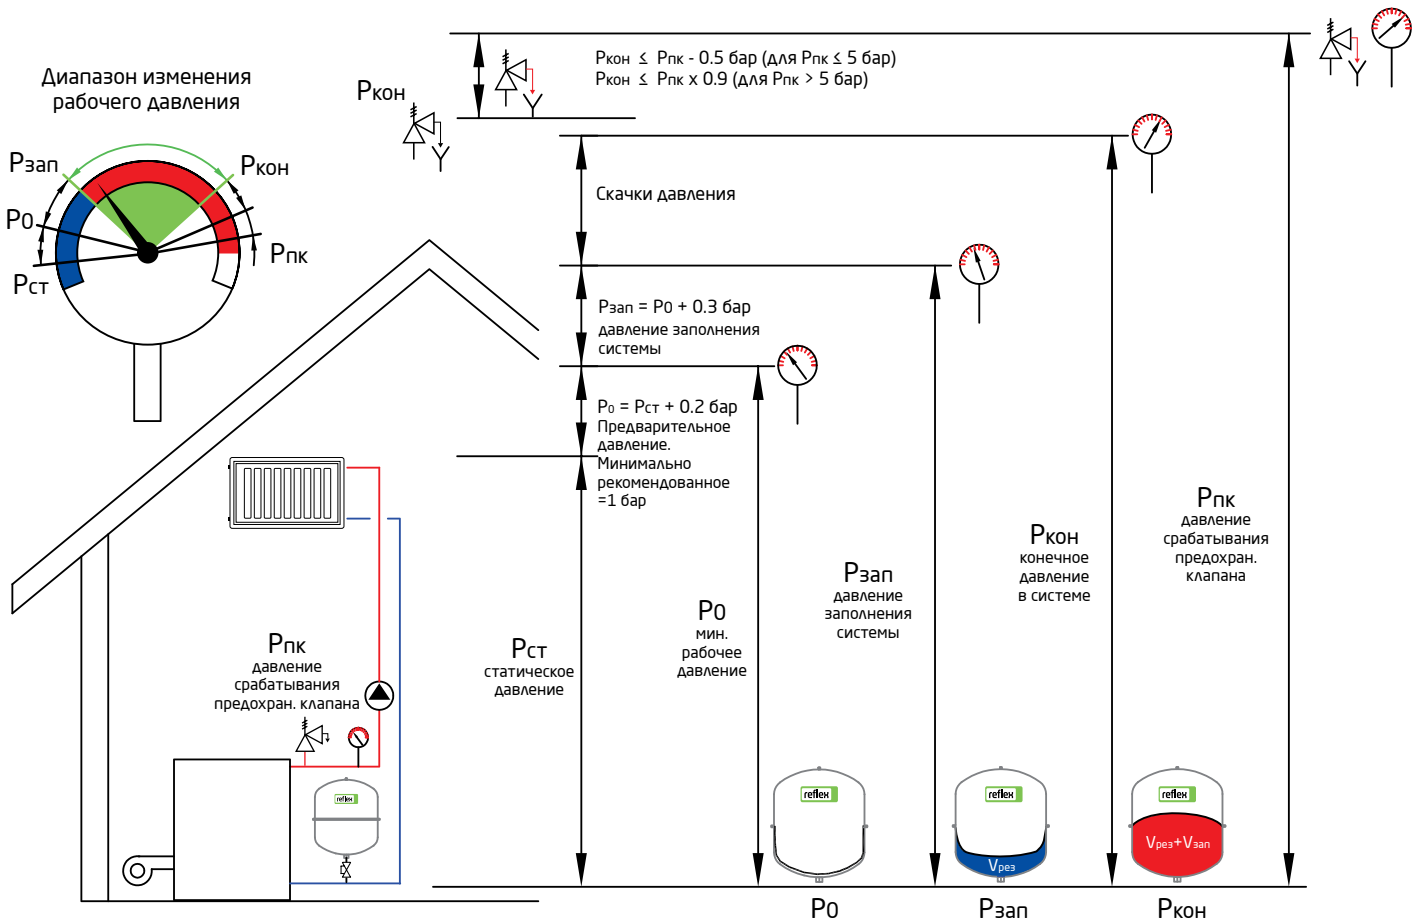 Диапазон изменения
рабочего давления
Pзап
Pкон
P0
Pст
Pпк
Pкон
Pкон ≤ Pпк - 0.5 бар (для Pпк ≤ 5 бар)
Pкон ≤ Pпк x 0.9 (для Pпк > 5 бар)
Скачки давления
Pзап = P0 + 0.3 бар
давление заполнения
системы
P0 = Pст + 0.2 бар
Предварительное
давление.
Минимально
рекомендованное
=1 бар
Pпк
давление
срабатывания
предохран. клапана
Pст
статическое
давление
P0
мин.
рабочее
давление
Pзап
давление
заполнения
системы
Pкон
конечное
давление
в системе
Pпк
давление
срабатывания
предохран.
клапана
reflex
reflex
reflex
Vрез
reflex
Vрез+Vзап
P0
Pзап
Pкон